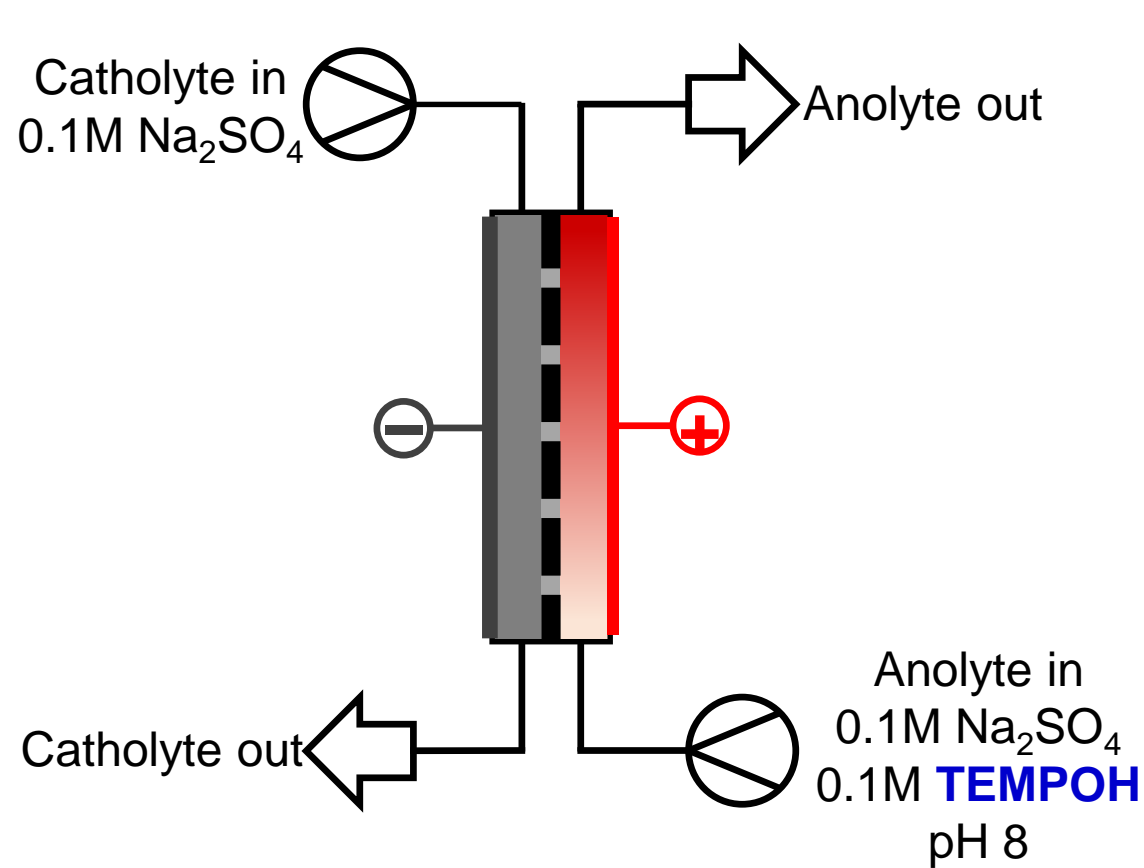 Catholyte in
0.1M Na₂SO₄
Anolyte out
−
+
Catholyte out
Anolyte in
0.1M Na₂SO₄
0.1M TEMPOH
pH 8